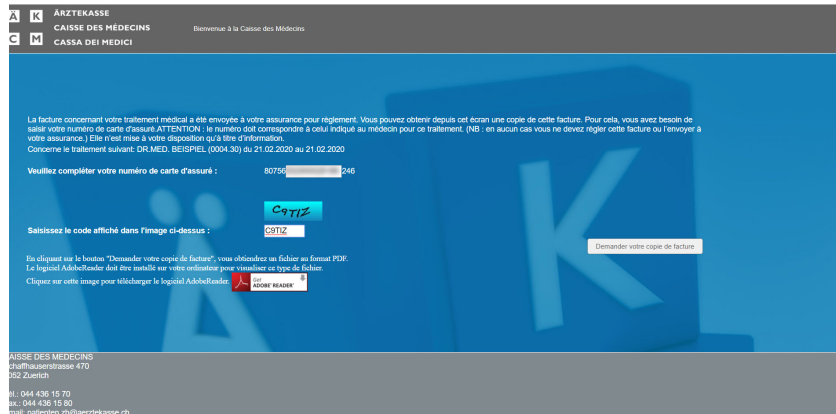 Ä K ÄRZTEKASSE
CAISSE DES MÉDECINS
C M CASSA DEI MEDICI
Bienvenue à la Caisse des Médecins
La facture concernant votre traitement médical a été envoyée à votre assurance pour règlement. Vous pouvez obtenir depuis cet écran une copie de cette facture. Pour cela, vous avez besoin de
saisir votre numéro de carte d'assuré.ATTENTION : le numéro doit correspondre à celui indiqué au médecin pour ce traitement. (NB : en aucun cas vous ne devez régler cette facture ou l'envoyer à
votre assurance.) Elle n'est mise à votre disposition qu'à titre d'information.
Concerne le traitement suivant: DR.MED. BEISPIEL (0004.30) du 21.02.2020 au 21.02.2020
Veuillez compléter votre numéro de carte d'assuré : 80756 246
C9TIZ
Saisissez le code affiché dans l'image ci-dessus : C9TIZ
Demander votre copie de facture
En cliquant sur le bouton "Demander votre copie de facture", vous obtiendrez un fichier au format PDF.
Le logiciel AdobeReader doit être installé sur votre ordinateur pour visualiser ce type de fichier.
Cliquez sur cette image pour télécharger le logiciel AdobeReader. Get
ADOBE® READER®
AISSE DES MEDECINS
chaffhauserstrasse 470
052 Zuerich
él.: 044 436 15 70
ax.: 044 436 15 80
mail: patienten.zh@aerztekasse.ch